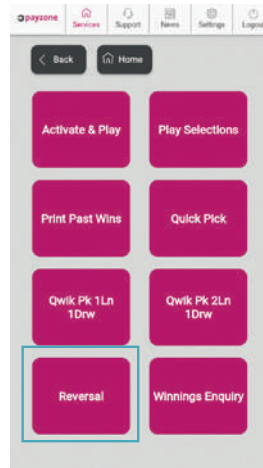 payzone Services Support News Settings Logout
< Back Home
Activate & Play Play Selections
Print Past Wins Quick Pick
Qwik Pk 1Ln Qwik Pk 2Ln
1Drw 1Drw
Reversal Winnings Enquiry